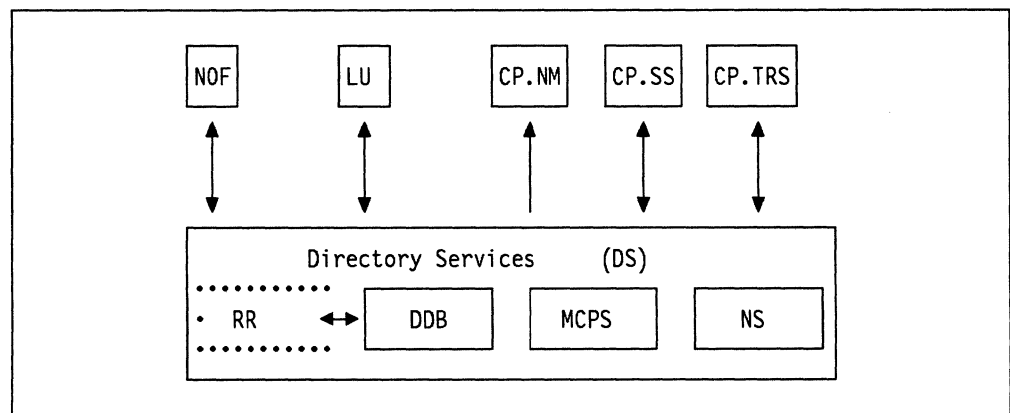 NOF LU CP.NM CP.SS CP.TRS
Directory Services (DS)
RR DDB MCPS NS